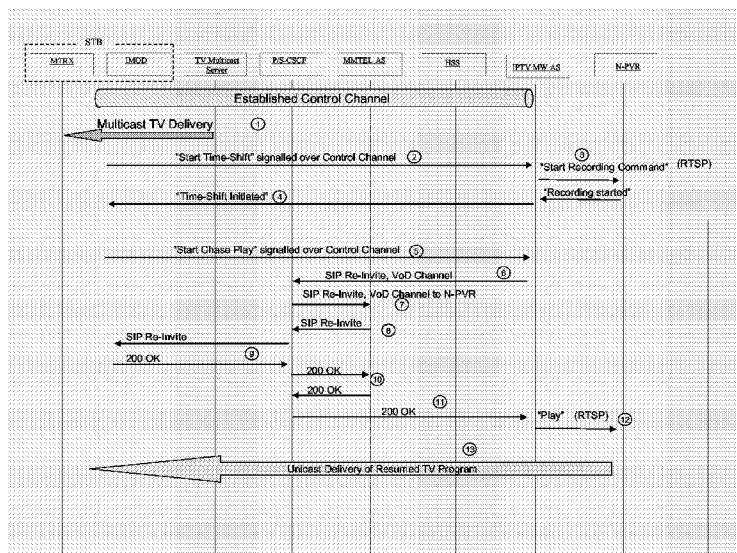 STB
MTRX
IMOD
TV Multicast
Server
P/S-CSCF
MMTEL AS
HSS
IPTV MW AS
N-PVR
Established Control Channel
Multicast TV Delivery
1
"Start Time-Shift" signalled over Control Channel
2
3
"Start Recording Command" (RTSP)
"Time-Shift Initiated"
4
"Recording started"
"Start Chase Play" signalled over Control Channel
5
6
SIP Re-Invite, VoD Channel
SIP Re-Invite, VoD Channel to N-PVR
7
8
SIP Re-Invite
SIP Re-Invite
9
200 OK
200 OK
10
200 OK
11
200 OK
"Play" (RTSP)
12
13
Unicast Delivery of Resumed TV Program